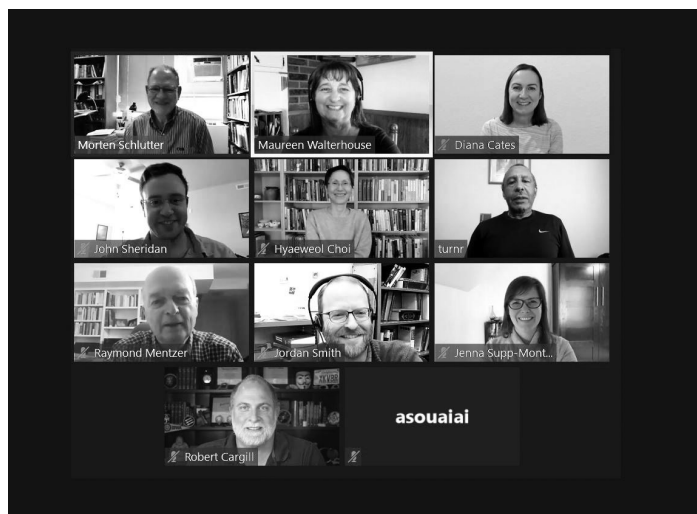 Morten Schlutter
Maureen Walterhouse
Diana Cates
John Sheridan
Hyaeweol Choi
turnr
Raymond Mentzer
Jordan Smith
Jenna Supp-Mont...
Robert Cargill
asouaiai